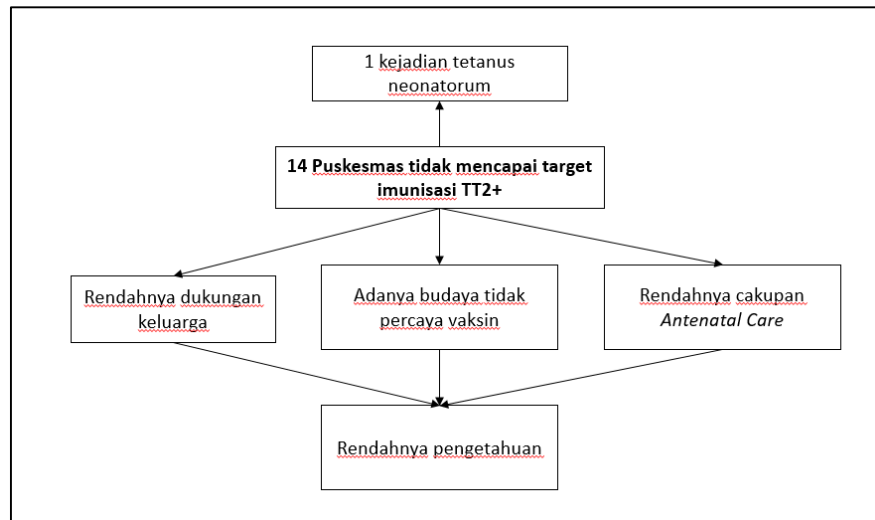 1 kejadian tetanus
neonatorum
14 Puskesmas tidak mencapai target
imunisasi TT2+
Rendahnya dukungan
keluarga
Adanya budaya tidak
percaya vaksin
Rendahnya cakupan
Antenatal Care
Rendahnya pengetahuan